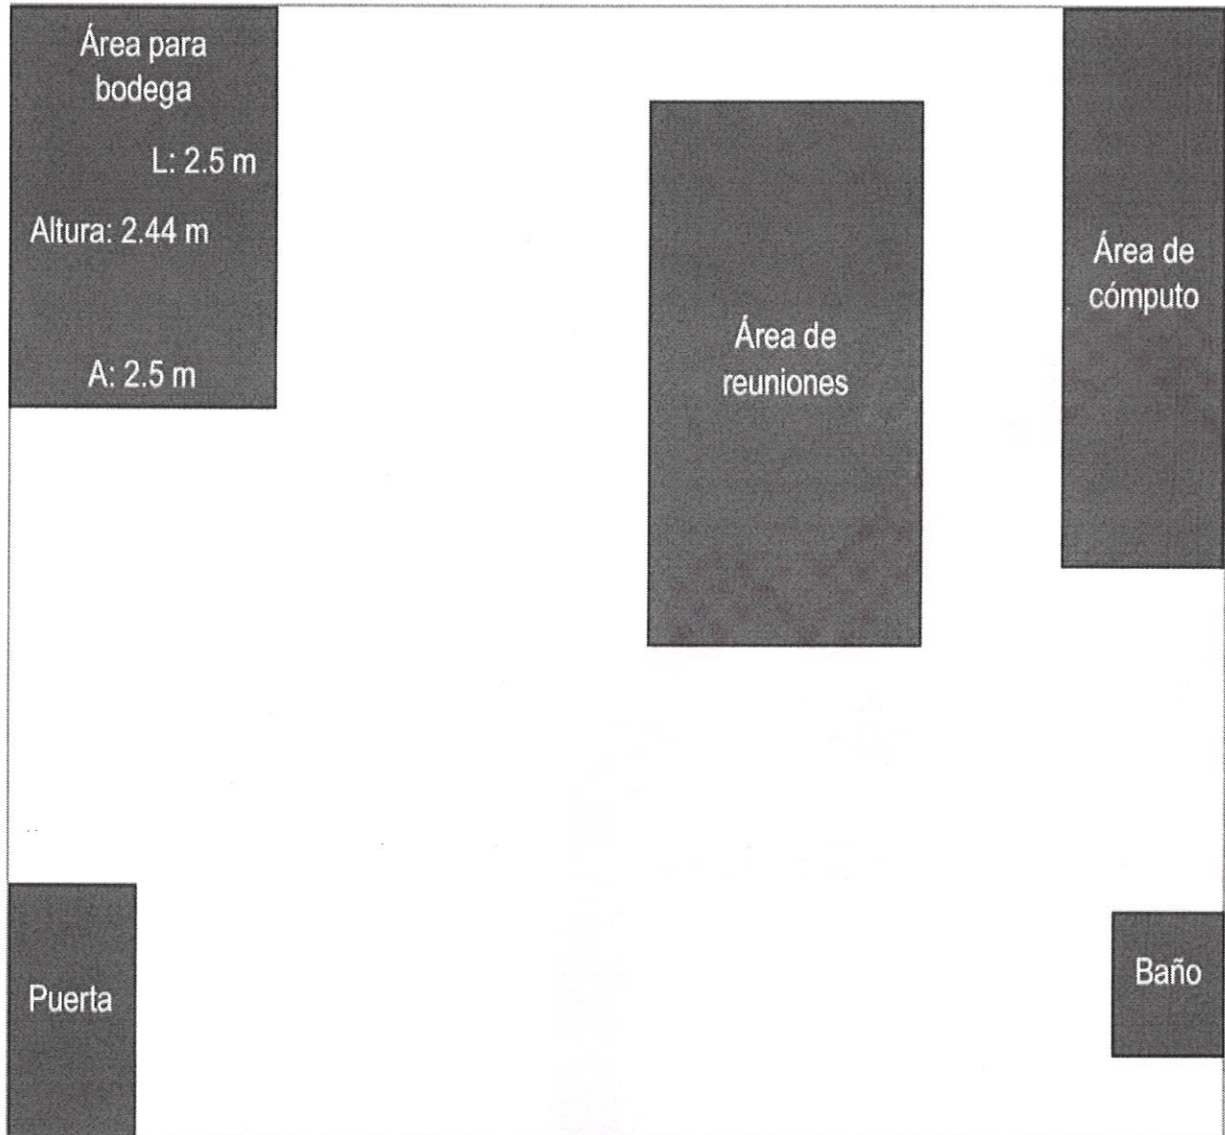 Área para
bodega
L: 2.5 m
Altura: 2.44 m
A: 2.5 m
Área de
reuniones
Área de
cómputo
Puerta
Baño